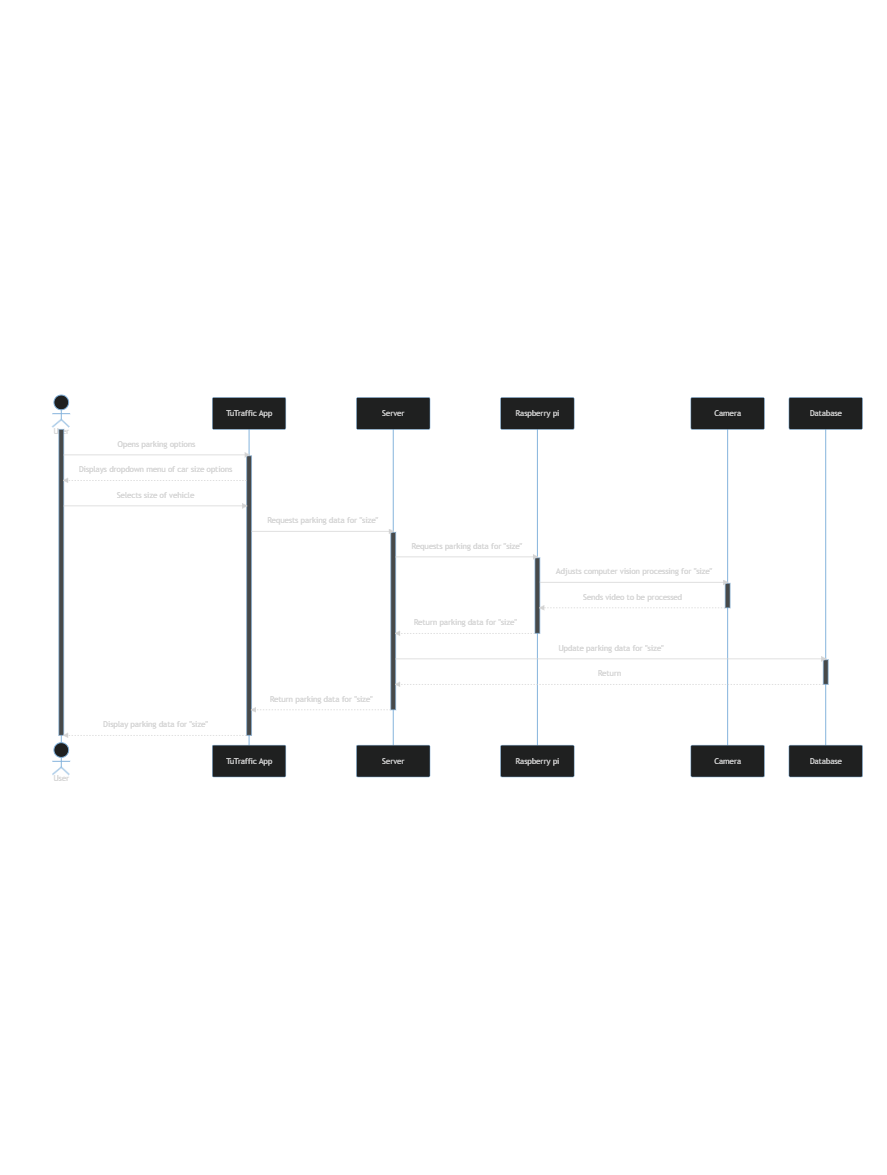 User
TuTraffic App
Server
Raspberry pi
Camera
Database
Opens parking options
Displays dropdown menu of car size options
Selects size of vehicle
Requests parking data for "size"
Requests parking data for "size"
Adjusts computer vision processing for "size"
Sends video to be processed
Return parking data for "size"
Update parking data for "size"
Return
Return parking data for "size"
Display parking data for "size"
User
TuTraffic App
Server
Raspberry pi
Camera
Database